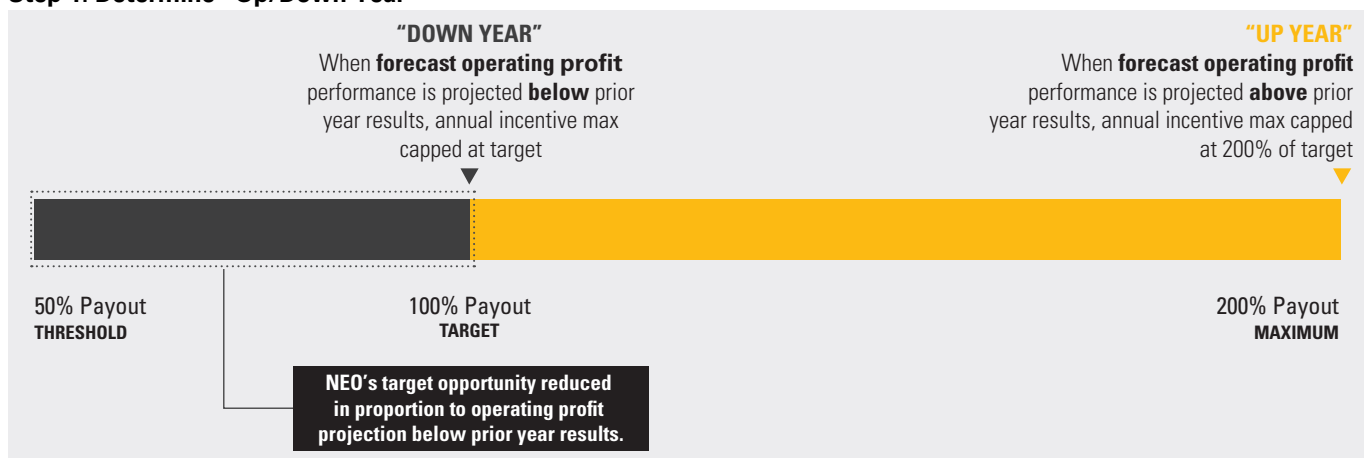 “DOWN YEAR”
When forecast operating profit
performance is projected below prior
year results, annual incentive max
capped at target
“UP YEAR”
When forecast operating profit
performance is projected above prior
year results, annual incentive max capped
at 200% of target
50% Payout
THRESHOLD
100% Payout
TARGET
200% Payout
MAXIMUM
NEO’s target opportunity reduced
in proportion to operating profit
projection below prior year results.